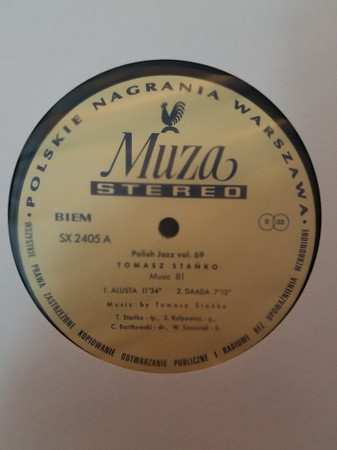 POLSKIE NAGRANIA WARSZAWA
Muza
STEREO
BIEM
SX 2405 A
Polish Jazz vol. 69
TOMASZ STAŃKO
Music 81
1. ALUSTA 11'34" 2. DAADA 7'10"
Music by Tomasz Stańko
T. Stańko - tp., S. Kulpowicz - p.,
C. Bartkowski - dr., W. Szczurek - b.
WSZYSTKIE PRAWA ZASTRZEŻONE KOPIOWANIE ODTWARZANIE PUBLICZNE I RADIOWE BEZ UPOWAŻNIENIA WZBRONIONE